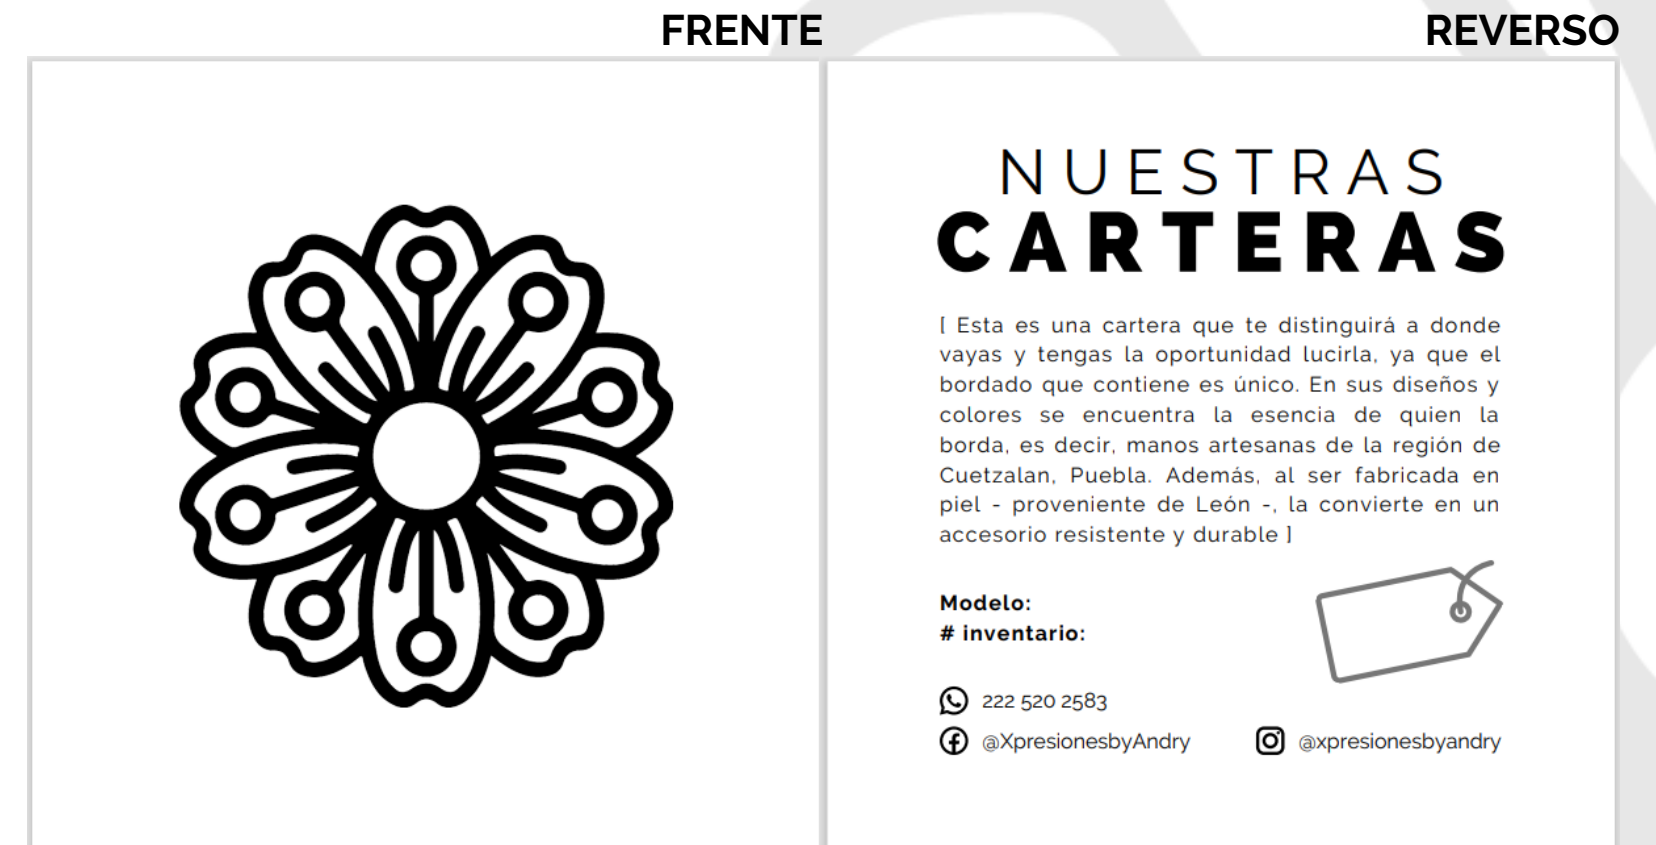 FRENTE
REVERSO
NUESTRAS
CARTERAS
[ Esta es una cartera que te distinguirá a donde
vayas y tengas la oportunidad lucirla, ya que el
bordado que contiene es único. En sus diseños y
colores se encuentra la esencia de quien la
borda, es decir, manos artesanas de la región de
Cuetzalan, Puebla. Además, al ser fabricada en
piel - proveniente de León -, la convierte en un
accesorio resistente y durable ]
Modelo:
# inventario:
222 520 2583
@XpresionesbyAndry
@xpresionesbyandry